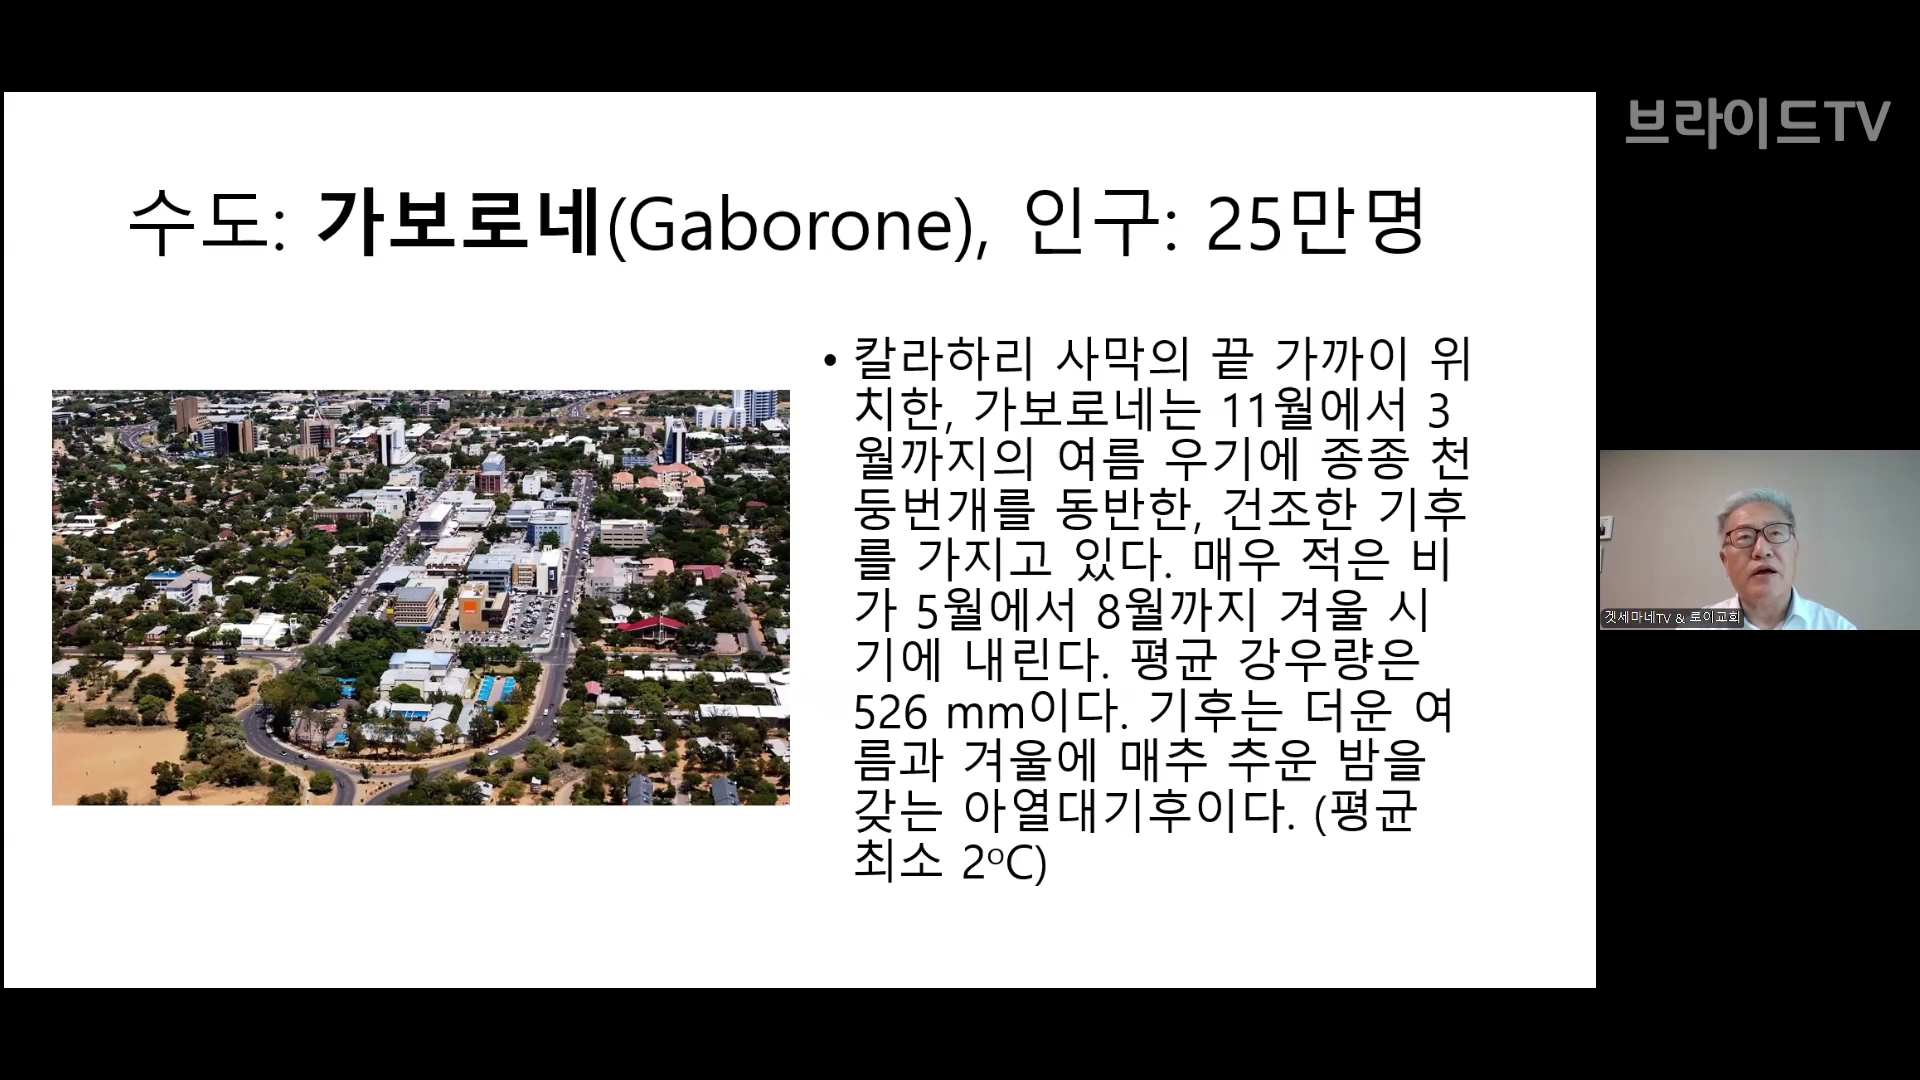 브라이드TV
수도: 가보로네(Gaborone), 인구: 25만명
• 칼라하리 사막의 끝 가까이 위
치한, 가보로네는 11월에서 3
월까지의 여름 우기에 종종 천
둥번개를 동반한, 건조한 기후
를 가지고 있다. 매우 적은 비
가 5월에서 8월까지 겨울 시
기에 내린다. 평균 강우량은
526 mm이다. 기후는 더운 여
름과 겨울에 매추 추운 밤을
갖는 아열대기후이다. (평균
최소 2ºC)
겟세마네TV & 로이교회